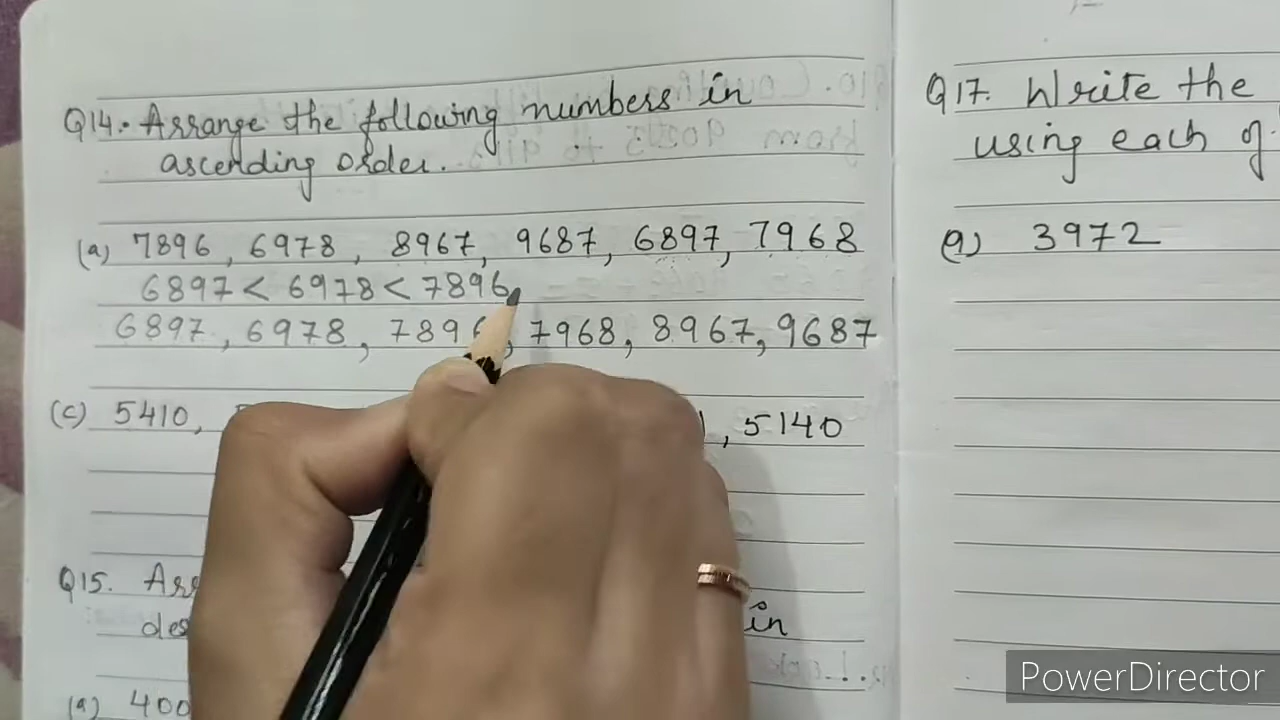 Q14. Arrange the following numbers in
ascending order.
(a) 7896, 6978, 8967, 9687, 6897, 7968
6897 < 6978 < 7896
6897, 6978, 7896, 7968, 8967, 9687
(c) 5410, , 5140
Q15.
in
(a) 400
Q17. Write the
using each of
(a) 3972
PowerDirector